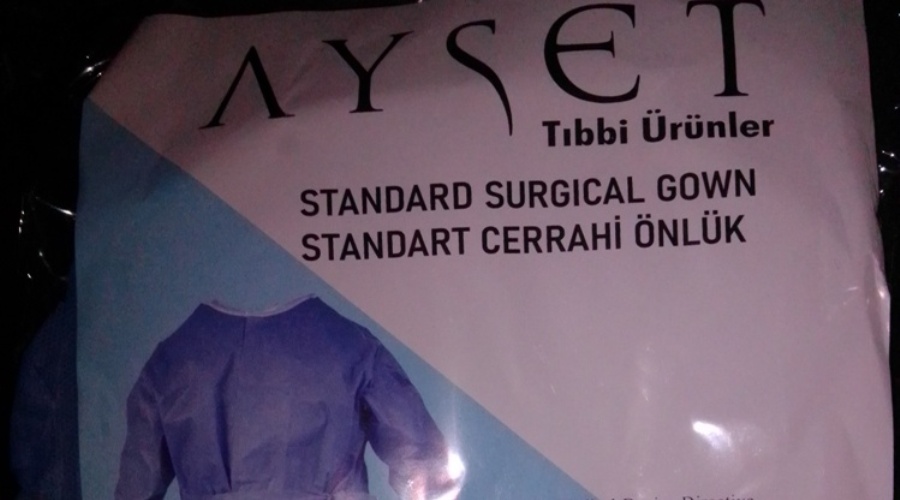 AYSET
Tıbbi Ürünler
STANDARD SURGICAL GOWN
STANDART CERRAHİ ÖNLÜK